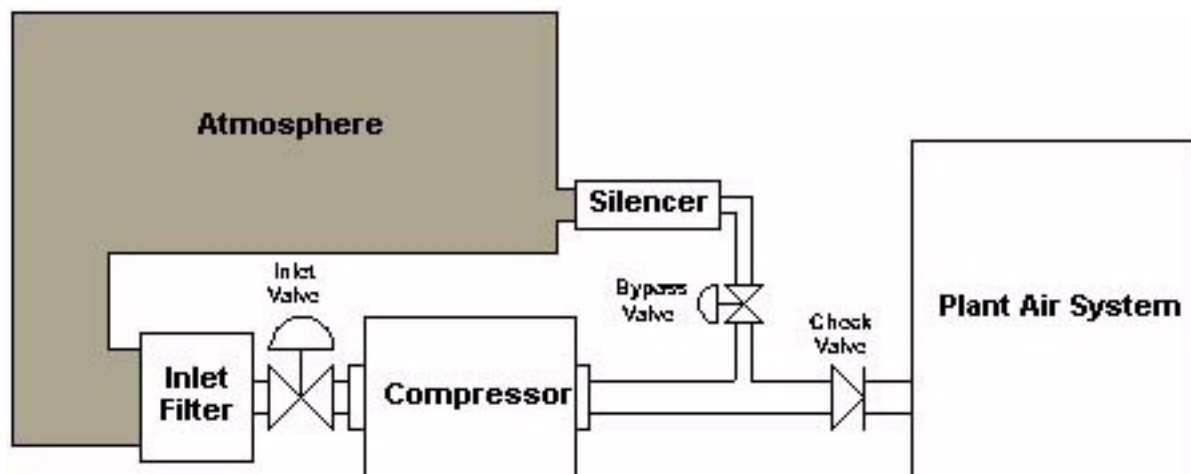 Atmosphere
Silencer
Inlet
Valve
Bypass
Valve
Plant Air System
Check
Valve
Inlet
Filter
Compressor